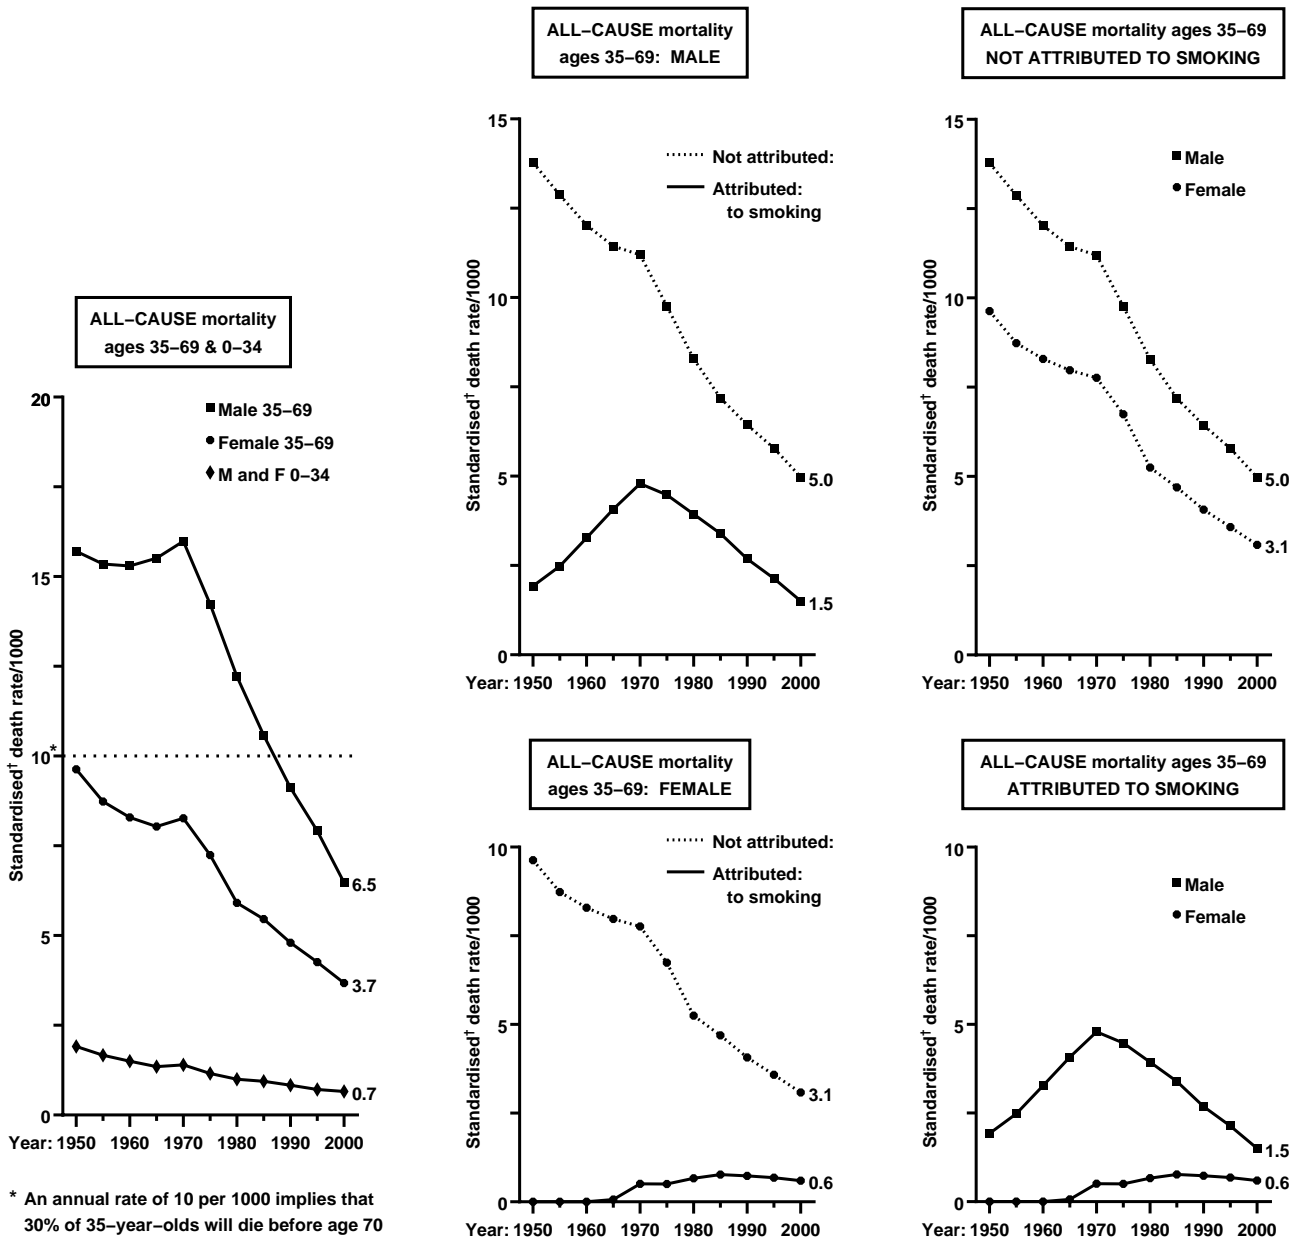 ALL–CAUSE mortality
ages 35–69 & 0–34
20
15
10*
5
0
Standardised† death rate/1000
Male 35–69
Female 35–69
M and F 0–34
6.5
3.7
0.7
Year: 1950 1960 1970 1980 1990 2000
* An annual rate of 10 per 1000 implies that
30% of 35–year–olds will die before age 70
ALL–CAUSE mortality
ages 35–69: MALE
15
10
5
0
Standardised† death rate/1000
Not attributed:
Attributed:
to smoking
5.0
1.5
Year: 1950 1960 1970 1980 1990 2000
ALL–CAUSE mortality ages 35–69
NOT ATTRIBUTED TO SMOKING
15
10
5
0
Standardised† death rate/1000
Male
Female
5.0
3.1
Year: 1950 1960 1970 1980 1990 2000
ALL–CAUSE mortality
ages 35–69: FEMALE
10
5
0
Standardised† death rate/1000
Not attributed:
Attributed:
to smoking
3.1
0.6
Year: 1950 1960 1970 1980 1990 2000
ALL–CAUSE mortality ages 35–69
ATTRIBUTED TO SMOKING
10
5
0
Standardised† death rate/1000
Male
Female
1.5
0.6
Year: 1950 1960 1970 1980 1990 2000